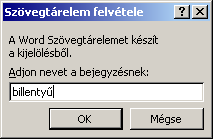 Szövegtárelem felvétele
A Word Szövegtárelemet készít
a kijelölésből.
Adjon nevet a bejegyzésnek:
billentyű
OK Mégse